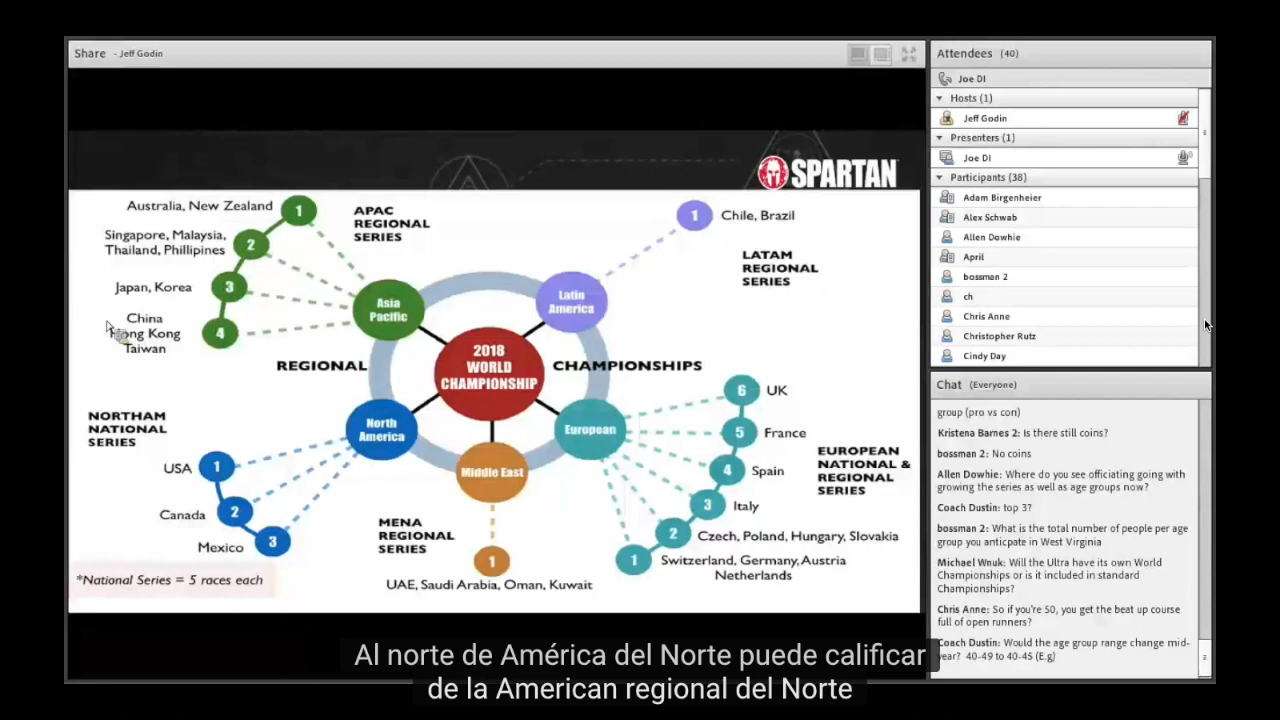 Share - Jeff Godin
SPARTAN
Australia, New Zealand
1
APAC
REGIONAL
SERIES
Singapore, Malaysia,
Thailand, Phillipines
2
Japan, Korea
3
China
Hong Kong
Taiwan
4
Asia
Pacific
1
Chile, Brazil
LATAM
REGIONAL
SERIES
Latin
America
REGIONAL
2018
WORLD
CHAMPIONSHIP
CHAMPIONSHIPS
NORTHAM
NATIONAL
SERIES
North
America
USA
1
Canada
2
Mexico
3
*National Series = 5 races each
Middle East
MENA
REGIONAL
SERIES
1
UAE, Saudi Arabia, Oman, Kuwait
European
6
UK
5
France
4
Spain
3
Italy
2
Czech, Poland, Hungary, Slovakia
1
Switzerland, Germany, Austria
Netherlands
EUROPEAN
NATIONAL &
REGIONAL
SERIES
Attendees (40)
Joe DI
Hosts (1)
Jeff Godin
Presenters (1)
Joe DI
Participants (38)
Adam Birgenheier
Alex Schwab
Allen Dowhie
April
bossman 2
ch
Chris Anne
Christopher Rutz
Cindy Day
Chat (Everyone)
group (pro vs con)
Kristena Barnes 2: Is there still coins?
bossman 2: No coins
Allen Dowhie: Where do you see officiating going with
growing the series as well as age groups now?
Coach Dustin: top 3?
bossman 2: What is the total number of people per age
group you anticpate in West Virginia
Michael Wnuk: Will the Ultra have its own World
Championships or is it included in standard
Championships?
Chris Anne: So if you're 50, you get the beat up course
full of open runners?
Coach Dustin: Would the age group range change mid-
year? 40-49 to 40-45 (E.g)
Al norte de América del Norte puede calificar
de la American regional del Norte